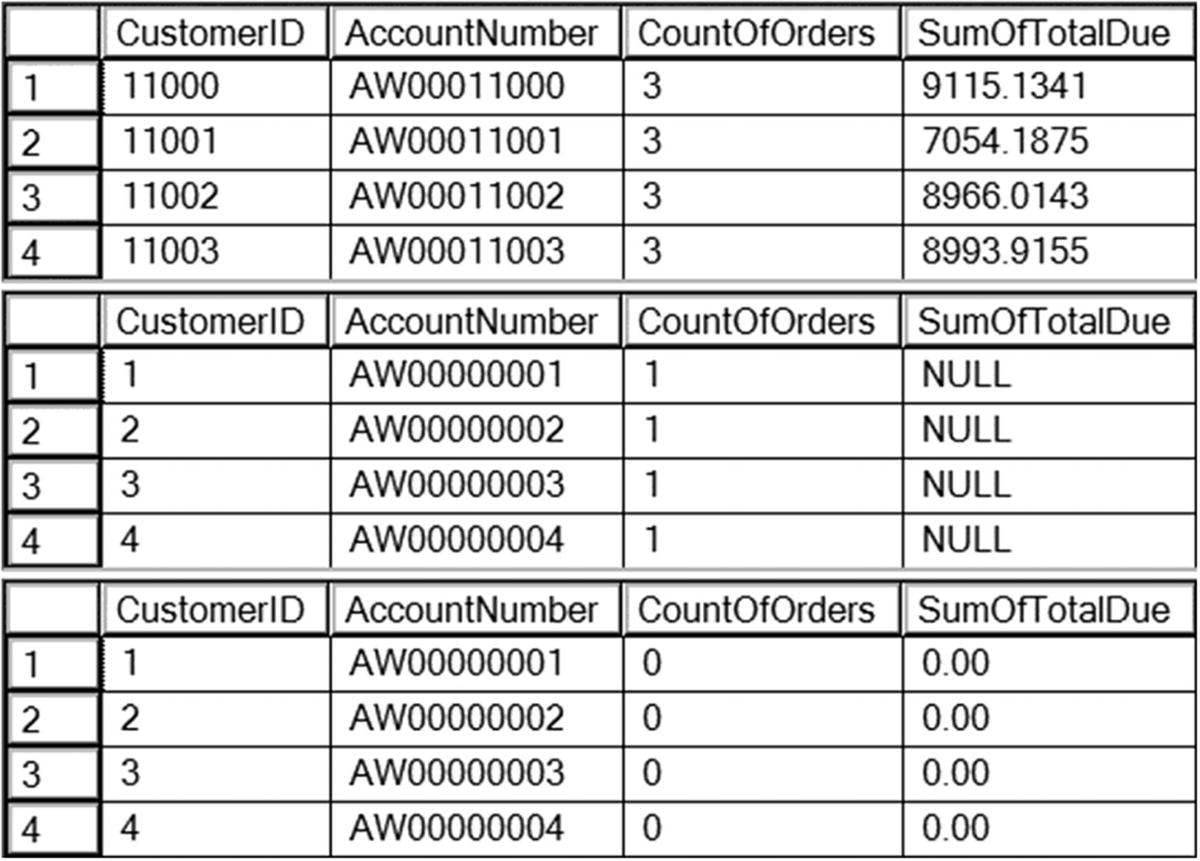 CustomerID AccountNumber CountOfOrders SumOfTotalDue
1 11000 AW00011000 3 9115.1341
2 11001 AW00011001 3 7054.1875
3 11002 AW00011002 3 8966.0143
4 11003 AW00011003 3 8993.9155
CustomerID AccountNumber CountOfOrders SumOfTotalDue
1 1 AW00000001 1 NULL
2 2 AW00000002 1 NULL
3 3 AW00000003 1 NULL
4 4 AW00000004 1 NULL
CustomerID AccountNumber CountOfOrders SumOfTotalDue
1 1 AW00000001 0 0.00
2 2 AW00000002 0 0.00
3 3 AW00000003 0 0.00
4 4 AW00000004 0 0.00